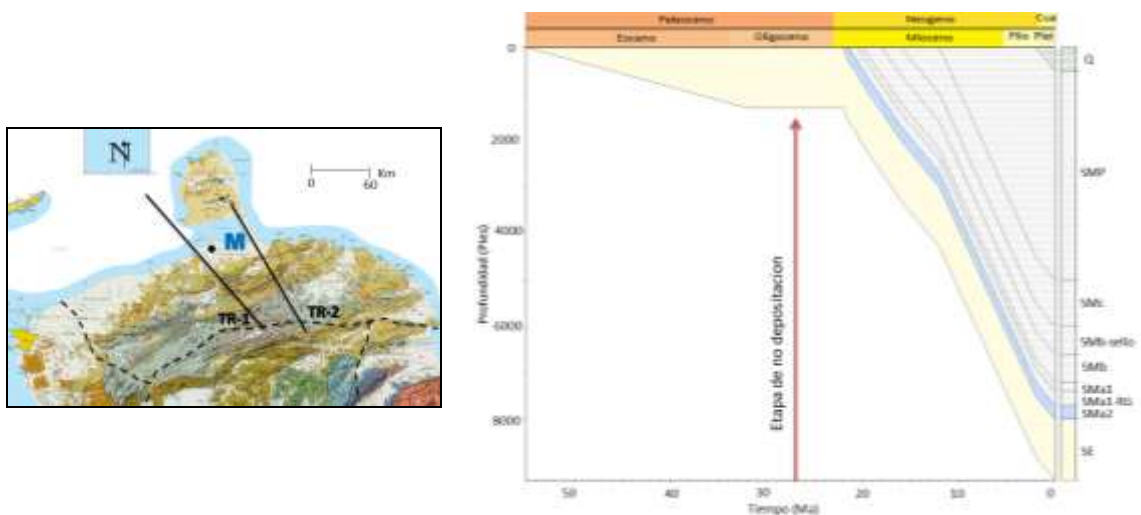 N
Km
0 60
M
TR-1
TR-2
Paleoceno Neogeno Cua
Eoceno Oligoceno Mioceno Plio Plei
0
2000
4000
6000
8000
Profundidad (Pies)
Etapa de no depositacion
50 40 30 20 10 0
Tiempo (Ma)
Q
SMP
SMc
SMb-sello
SMb
SMa3
SMa2
SE